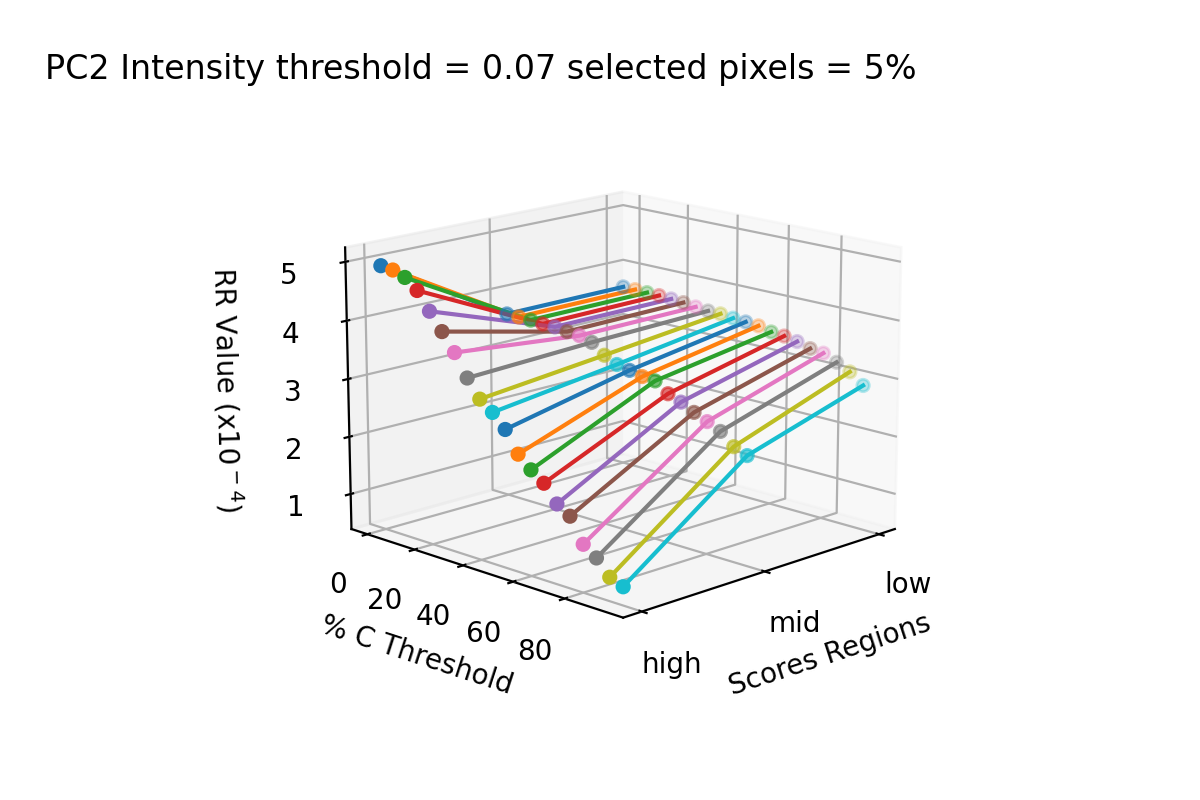 PC2 Intensity threshold = 0.07 selected pixels = 5%
RR Value (x10⁻⁴)
5
4
3
2
1
0
20
40
60
80
% C Threshold
high
mid
low
Scores Regions